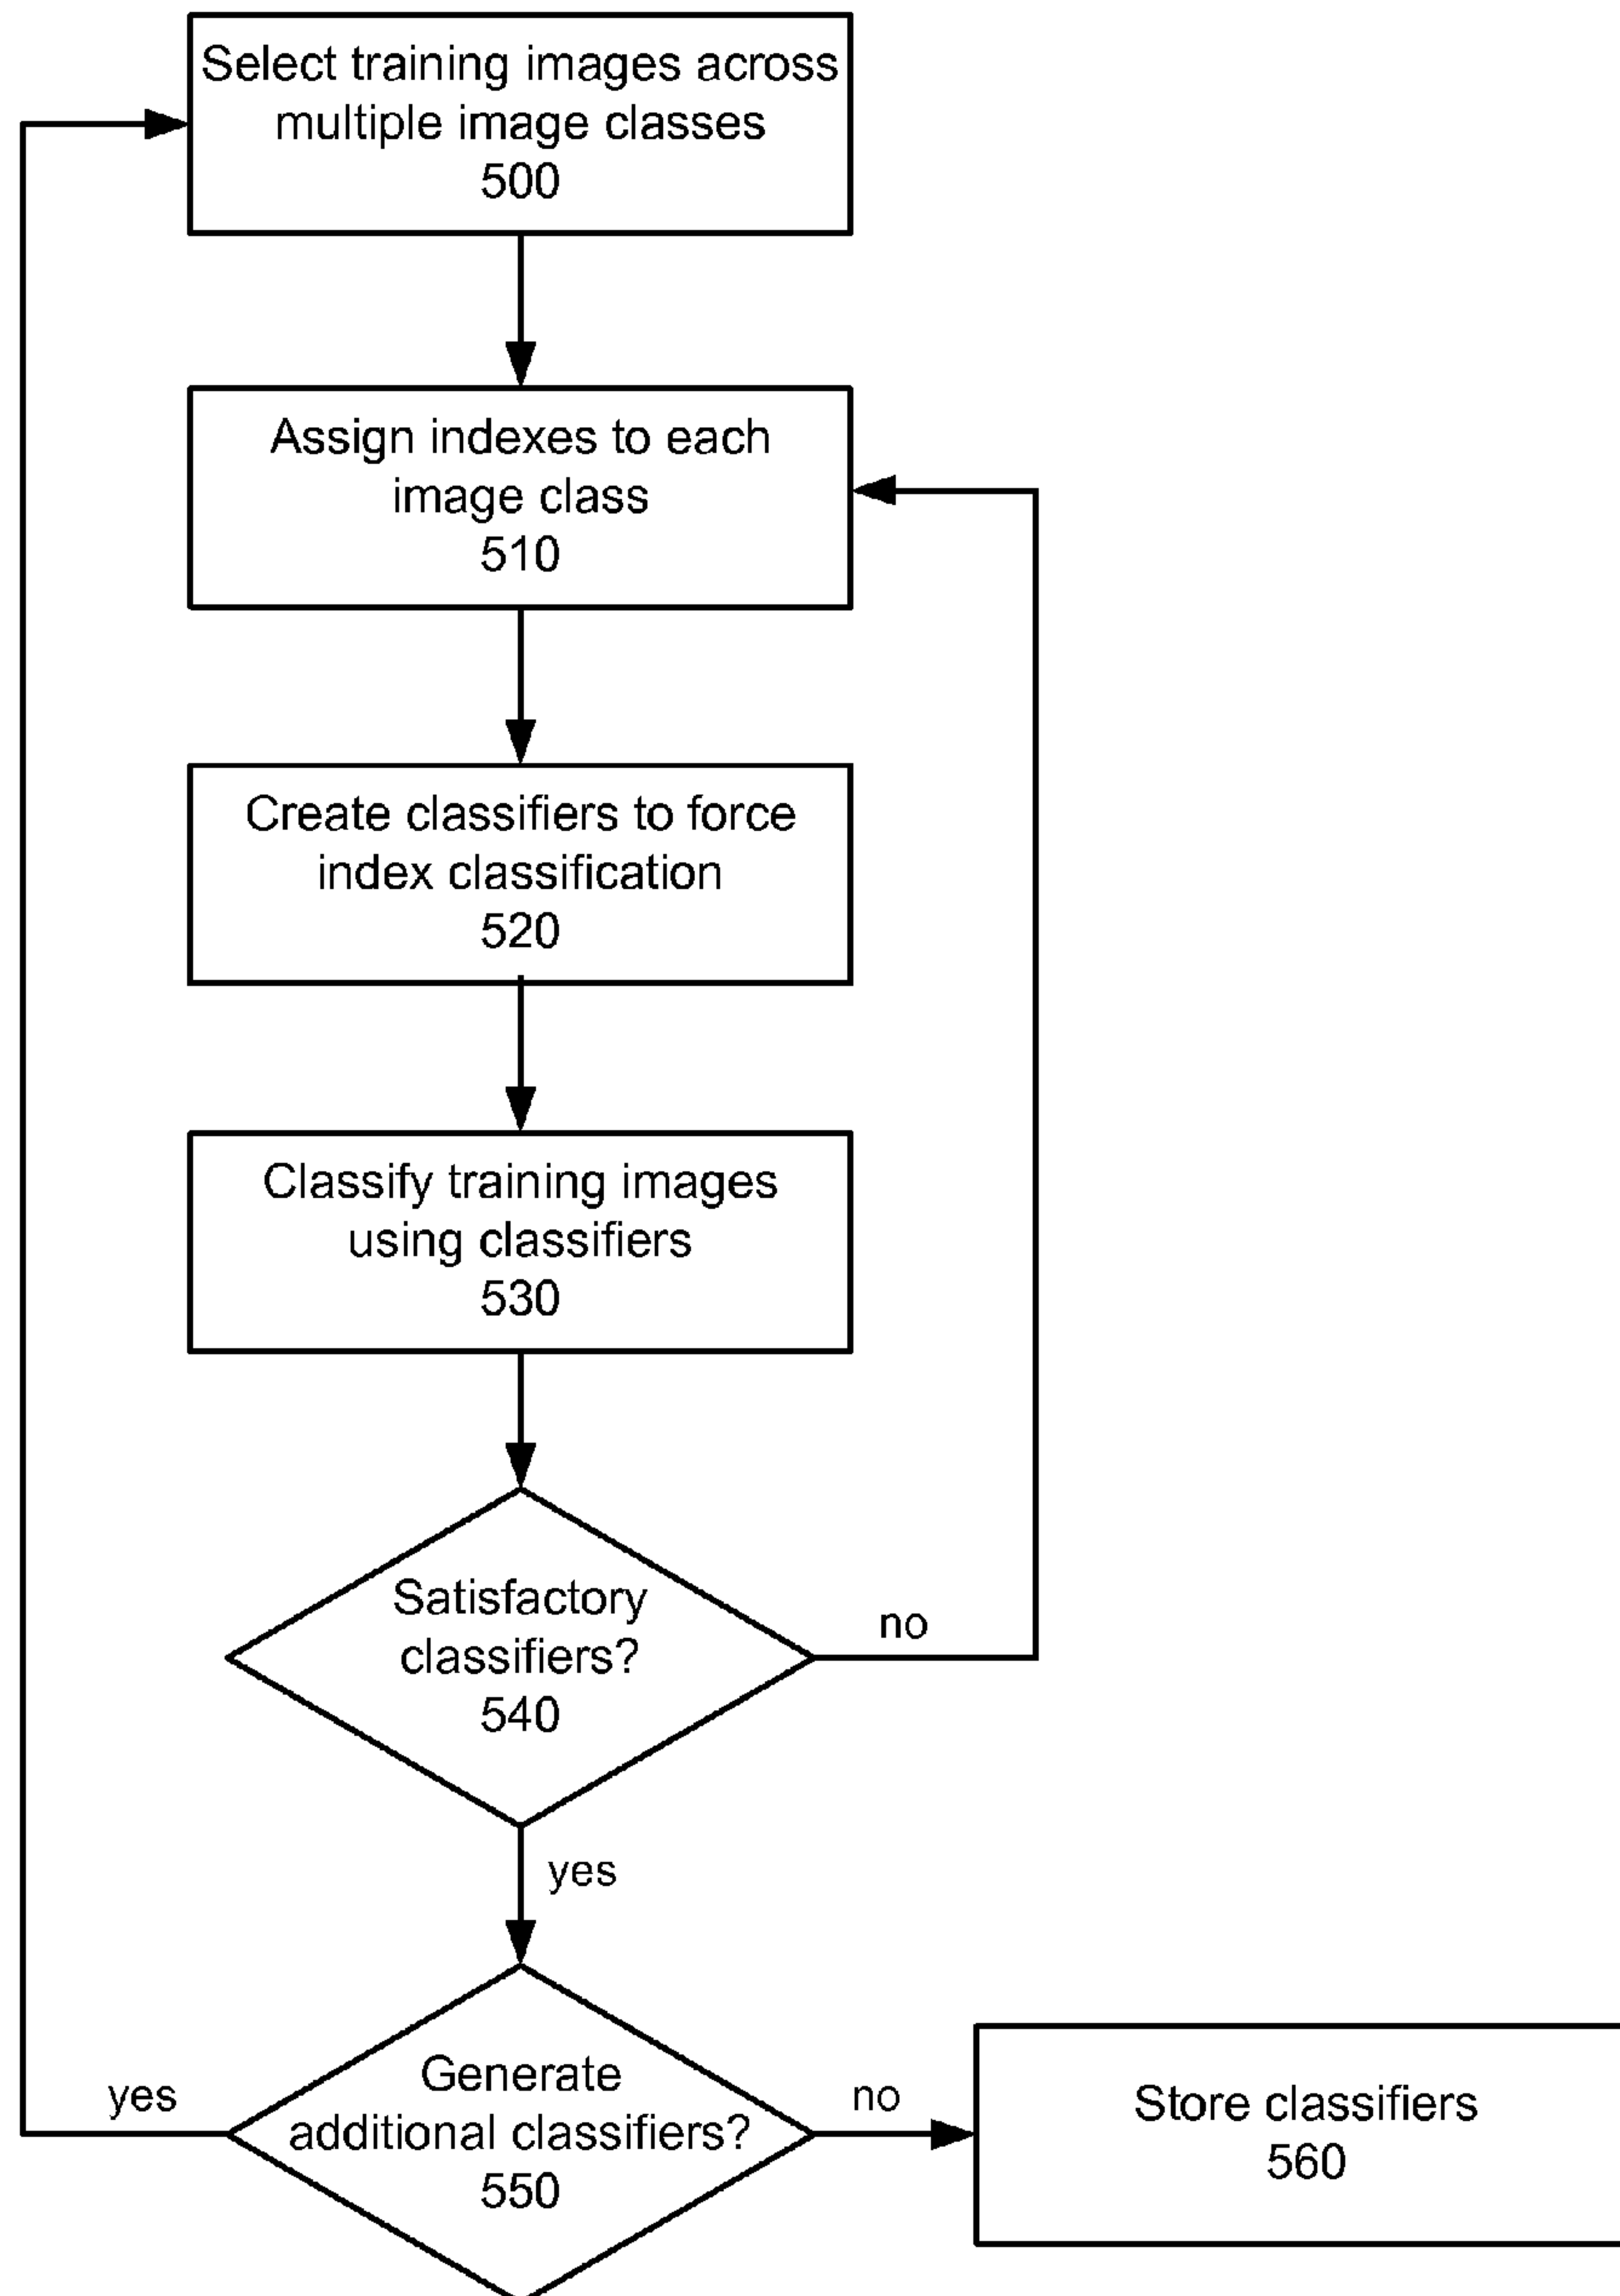 Select training images across
multiple image classes
500
Assign indexes to each
image class
510
Create classifiers to force
index classification
520
Classify training images
using classifiers
530
Satisfactory
classifiers?
540
no
yes
Generate
additional classifiers?
550
yes
no
Store classifiers
560